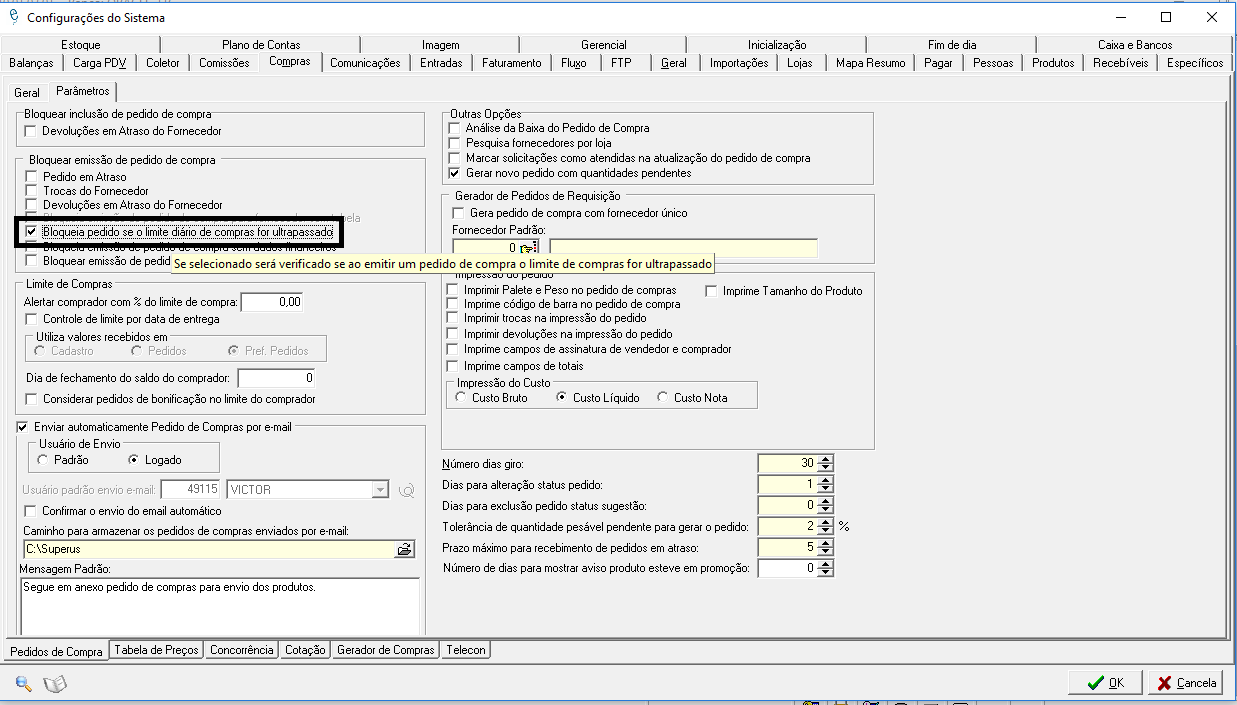 Configurações do Sistema
Estoque Plano de Contas Imagem Gerencial Inicialização Fim de dia Caixa e Bancos
Balanças Carga PDV Coletor Comissões Compras Comunicações Entradas Faturamento Fluxo FTP Geral Importações Lojas Mapa Resumo Pagar Pessoas Produtos Recebíveis Específicos
Geral Parâmetros
Bloquear inclusão de pedido de compra
Devoluções em Atraso do Fornecedor
Bloquear emissão de pedido de compra
Pedido em Atraso
Trocas do Fornecedor
Devoluções em Atraso do Fornecedor
Bloqueia pedido se o limite diário de compras for ultrapassado
Bloqueia emissão de pedido de compra sem dados financeiros
Bloquear emissão de pedid
Se selecionado será verificado se ao emitir um pedido de compra o limite de compras for ultrapassado
Limite de Compras
Alertar comprador com % do limite de compra: 0,00
Controle de limite por data de entrega
Utiliza valores recebidos em
Cadastro Pedidos Pref. Pedidos
Dia de fechamento do saldo do comprador: 0
Considerar pedidos de bonificação no limite do comprador
Enviar automaticamente Pedido de Compras por e-mail
Usuário de Envio
Padrão Logado
Usuário padrão envio e-mail: 49115 VICTOR
Confirmar o envio do email automático
Caminho para armazenar os pedidos de compras enviados por e-mail:
C:\Superus
Mensagem Padrão:
Segue em anexo pedido de compras para envio dos produtos.
Outras Opções
Análise da Baixa do Pedido de Compra
Pesquisa fornecedores por loja
Marcar solicitações como atendidas na atualização do pedido de compra
Gerar novo pedido com quantidades pendentes
Gerador de Pedidos de Requisição
Gera pedido de compra com fornecedor único
Fornecedor Padrão:
0
Impressão do pedido
Imprimir Palete e Peso no pedido de compras Imprime Tamanho do Produto
Imprime código de barra no pedido de compra
Imprimir trocas na impressão do pedido
Imprimir devoluções na impressão do pedido
Imprime campos de assinatura de vendedor e comprador
Imprime campos de totais
Impressão do Custo
Custo Bruto Custo Líquido Custo Nota
Número dias giro: 30
Dias para alteração status pedido: 1
Dias para exclusão pedido status sugestão: 0
Tolerância de quantidade pesável pendente para gerar o pedido: 2 %
Prazo máximo para recebimento de pedidos em atraso: 5
Número de dias para mostrar aviso produto esteve em promoção: 0
Pedidos de Compra Tabela de Preços Concorrência Cotação Gerador de Compras Telecon
OK Cancela